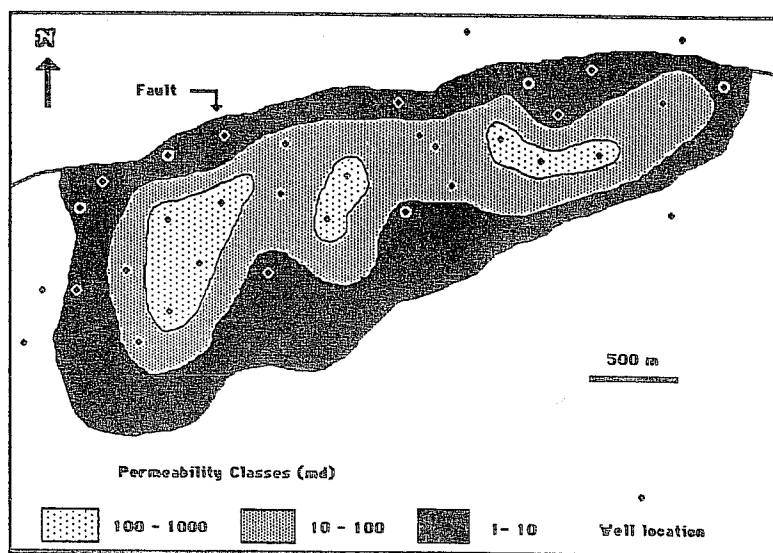 N
Fault
500 m
Permeability Classes (md)
100 - 1000
10 - 100
1 - 10
Well location